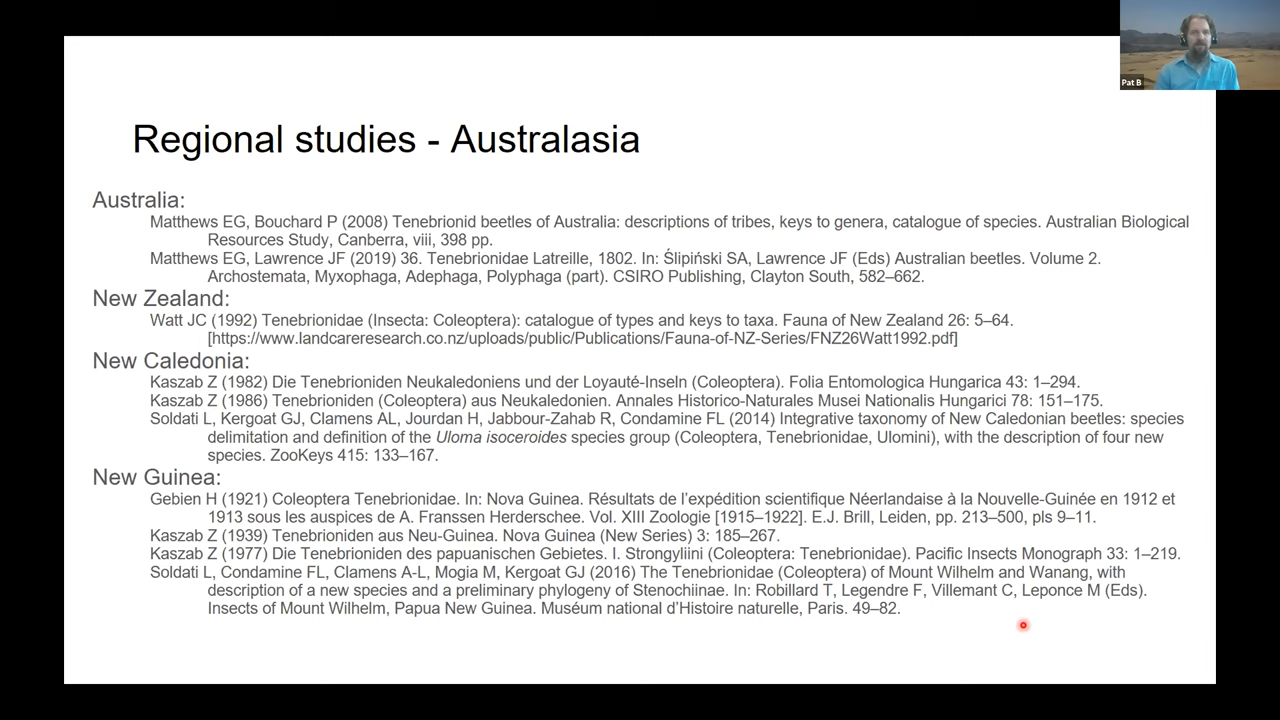 Pat B
Regional studies - Australasia
Australia:
Matthews EG, Bouchard P (2008) Tenebrionid beetles of Australia: descriptions of tribes, keys to genera, catalogue of species. Australian Biological
Resources Study, Canberra, viii, 398 pp.
Matthews EG, Lawrence JF (2019) 36. Tenebrionidae Latreille, 1802. In: Ślipiński SA, Lawrence JF (Eds) Australian beetles. Volume 2.
Archostemata, Myxophaga, Adephaga, Polyphaga (part). CSIRO Publishing, Clayton South, 582–662.
New Zealand:
Watt JC (1992) Tenebrionidae (Insecta: Coleoptera): catalogue of types and keys to taxa. Fauna of New Zealand 26: 5–64.
[https://www.landcareresearch.co.nz/uploads/public/Publications/Fauna-of-NZ-Series/FNZ26Watt1992.pdf]
New Caledonia:
Kaszab Z (1982) Die Tenebrioniden Neukaledoniens und der Loyauté-Inseln (Coleoptera). Folia Entomologica Hungarica 43: 1–294.
Kaszab Z (1986) Tenebrioniden (Coleoptera) aus Neukaledonien. Annales Historico-Naturales Musei Nationalis Hungarici 78: 151–175.
Soldati L, Kergoat GJ, Clamens AL, Jourdan H, Jabbour-Zahab R, Condamine FL (2014) Integrative taxonomy of New Caledonian beetles: species
delimitation and definition of the Uloma isoceroides species group (Coleoptera, Tenebrionidae, Ulomini), with the description of four new
species. ZooKeys 415: 133–167.
New Guinea:
Gebien H (1921) Coleoptera Tenebrionidae. In: Nova Guinea. Résultats de l’expédition scientifique Néerlandaise à la Nouvelle-Guinée en 1912 et
1913 sous les auspices de A. Franssen Herderschee. Vol. XIII Zoologie [1915–1922]. E.J. Brill, Leiden, pp. 213–500, pls 9–11.
Kaszab Z (1939) Tenebrioniden aus Neu-Guinea. Nova Guinea (New Series) 3: 185–267.
Kaszab Z (1977) Die Tenebrioniden des papuanischen Gebietes. I. Strongyliini (Coleoptera: Tenebrionidae). Pacific Insects Monograph 33: 1–219.
Soldati L, Condamine FL, Clamens A-L, Mogia M, Kergoat GJ (2016) The Tenebrionidae (Coleoptera) of Mount Wilhelm and Wanang, with
description of a new species and a preliminary phylogeny of Stenochiinae. In: Robillard T, Legendre F, Villemant C, Leponce M (Eds).
Insects of Mount Wilhelm, Papua New Guinea. Muséum national d’Histoire naturelle, Paris. 49–82.